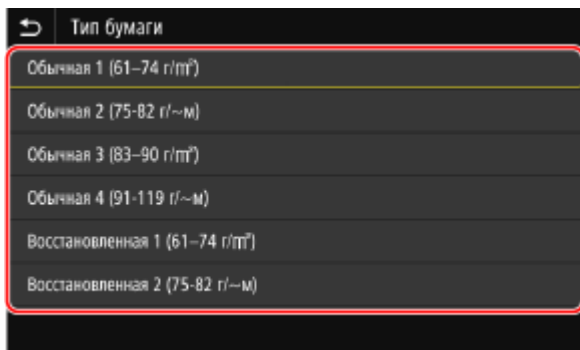 Тип бумаги
Обычная 1 (61–74 г/m²)
Обычная 2 (75-82 г/~м)
Обычная 3 (83–90 г/m²)
Обычная 4 (91-119 г/~м)
Восстановленная 1 (61–74 г/m²)
Восстановленная 2 (75-82 г/~м)